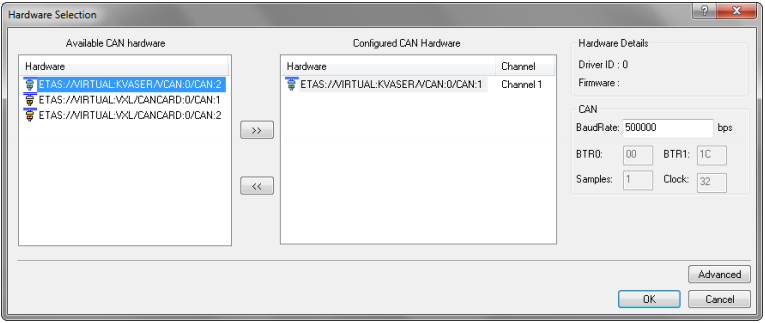 Hardware Selection
Available CAN hardware
Configured CAN Hardware
Hardware Details
Hardware
Hardware Channel
Driver ID : 0
ETAS://VIRTUAL:KVASER/VCAN:0/CAN:2
ETAS://VIRTUAL:KVASER/VCAN:0/CAN:1 Channel 1
Firmware :
ETAS://VIRTUAL:VXL/CANCARD:0/CAN:1
ETAS://VIRTUAL:VXL/CANCARD:0/CAN:2
CAN
BaudRate: 500000 bps
>>
BTR0: 00 BTR1: 1C
<<
Samples: 1 Clock: 32
Advanced
OK Cancel